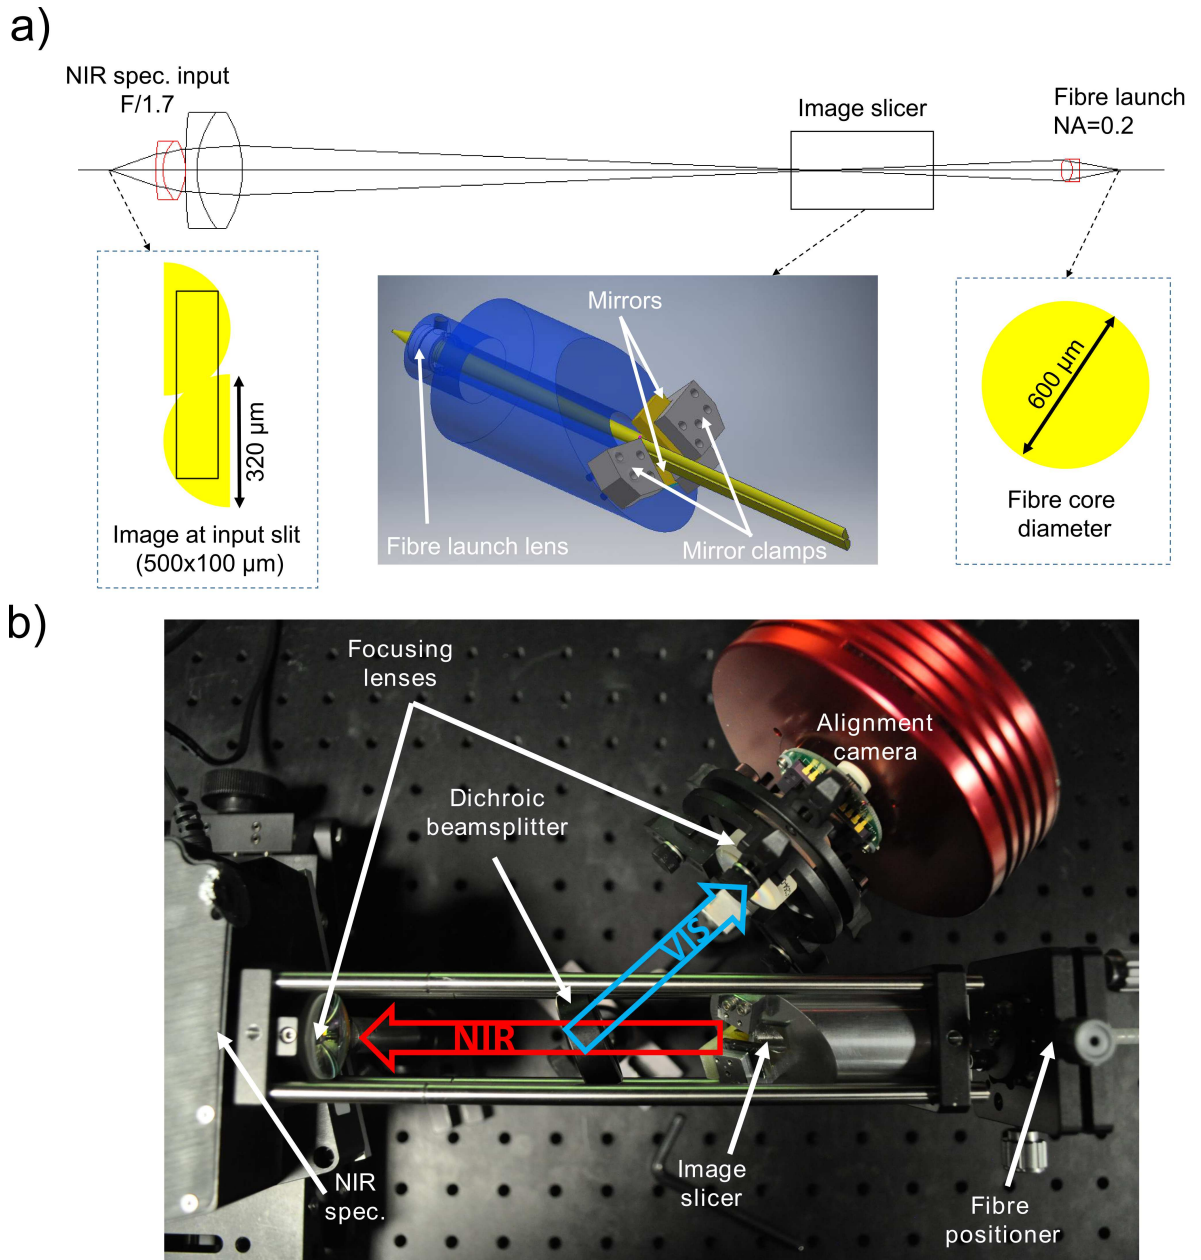 a)
NIR spec. input
F/1.7
Image slicer
Fibre launch
NA=0.2
320 µm
Image at input slit
(500x100 µm)
Mirrors
Fibre launch lens
Mirror clamps
600 µm
Fibre core
diameter
b)
Focusing
lenses
Alignment
camera
Dichroic
beamsplitter
VIS
NIR
NIR
spec.
Image
slicer
Fibre
positioner